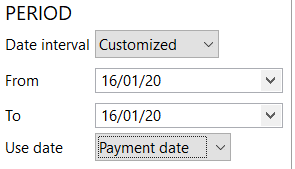 PERIOD
Date interval Customized
From 16/01/20
To 16/01/20
Use date Payment date